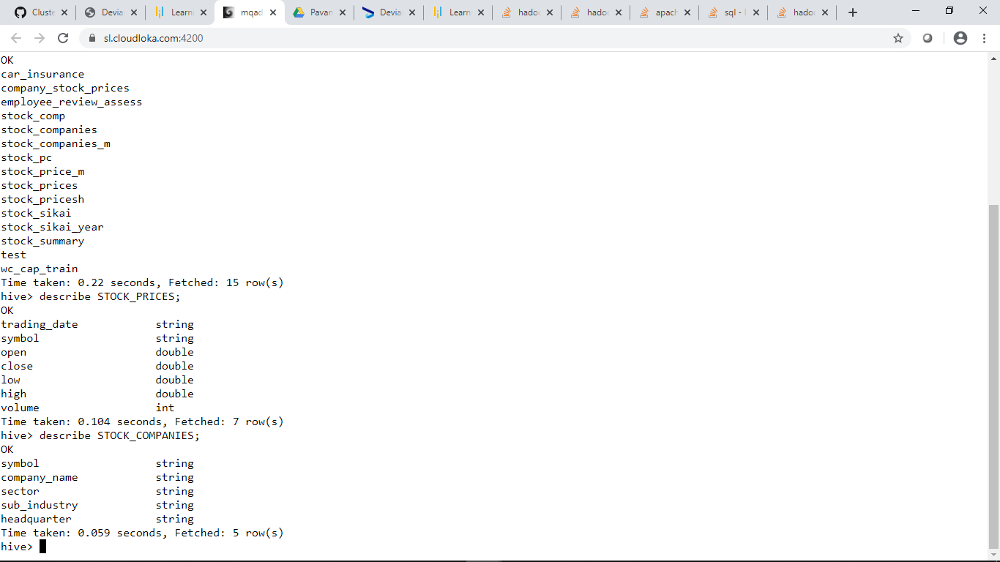 Cluste
Devia
Learn
mqad
Pavan
Devia
Learn
hadoo
hadoo
apach
sql -
hadoo
sl.cloudloka.com:4200
OK
car_insurance
company_stock_prices
employee_review_assess
stock_comp
stock_companies
stock_companies_m
stock_pc
stock_price_m
stock_prices
stock_pricesh
stock_sikai
stock_sikai_year
stock_summary
test
wc_cap_train
Time taken: 0.22 seconds, Fetched: 15 row(s)
hive> describe STOCK_PRICES;
OK
trading_date string
symbol string
open double
close double
low double
high double
volume int
Time taken: 0.104 seconds, Fetched: 7 row(s)
hive> describe STOCK_COMPANIES;
OK
symbol string
company_name string
sector string
sub_industry string
headquarter string
Time taken: 0.059 seconds, Fetched: 5 row(s)
hive>